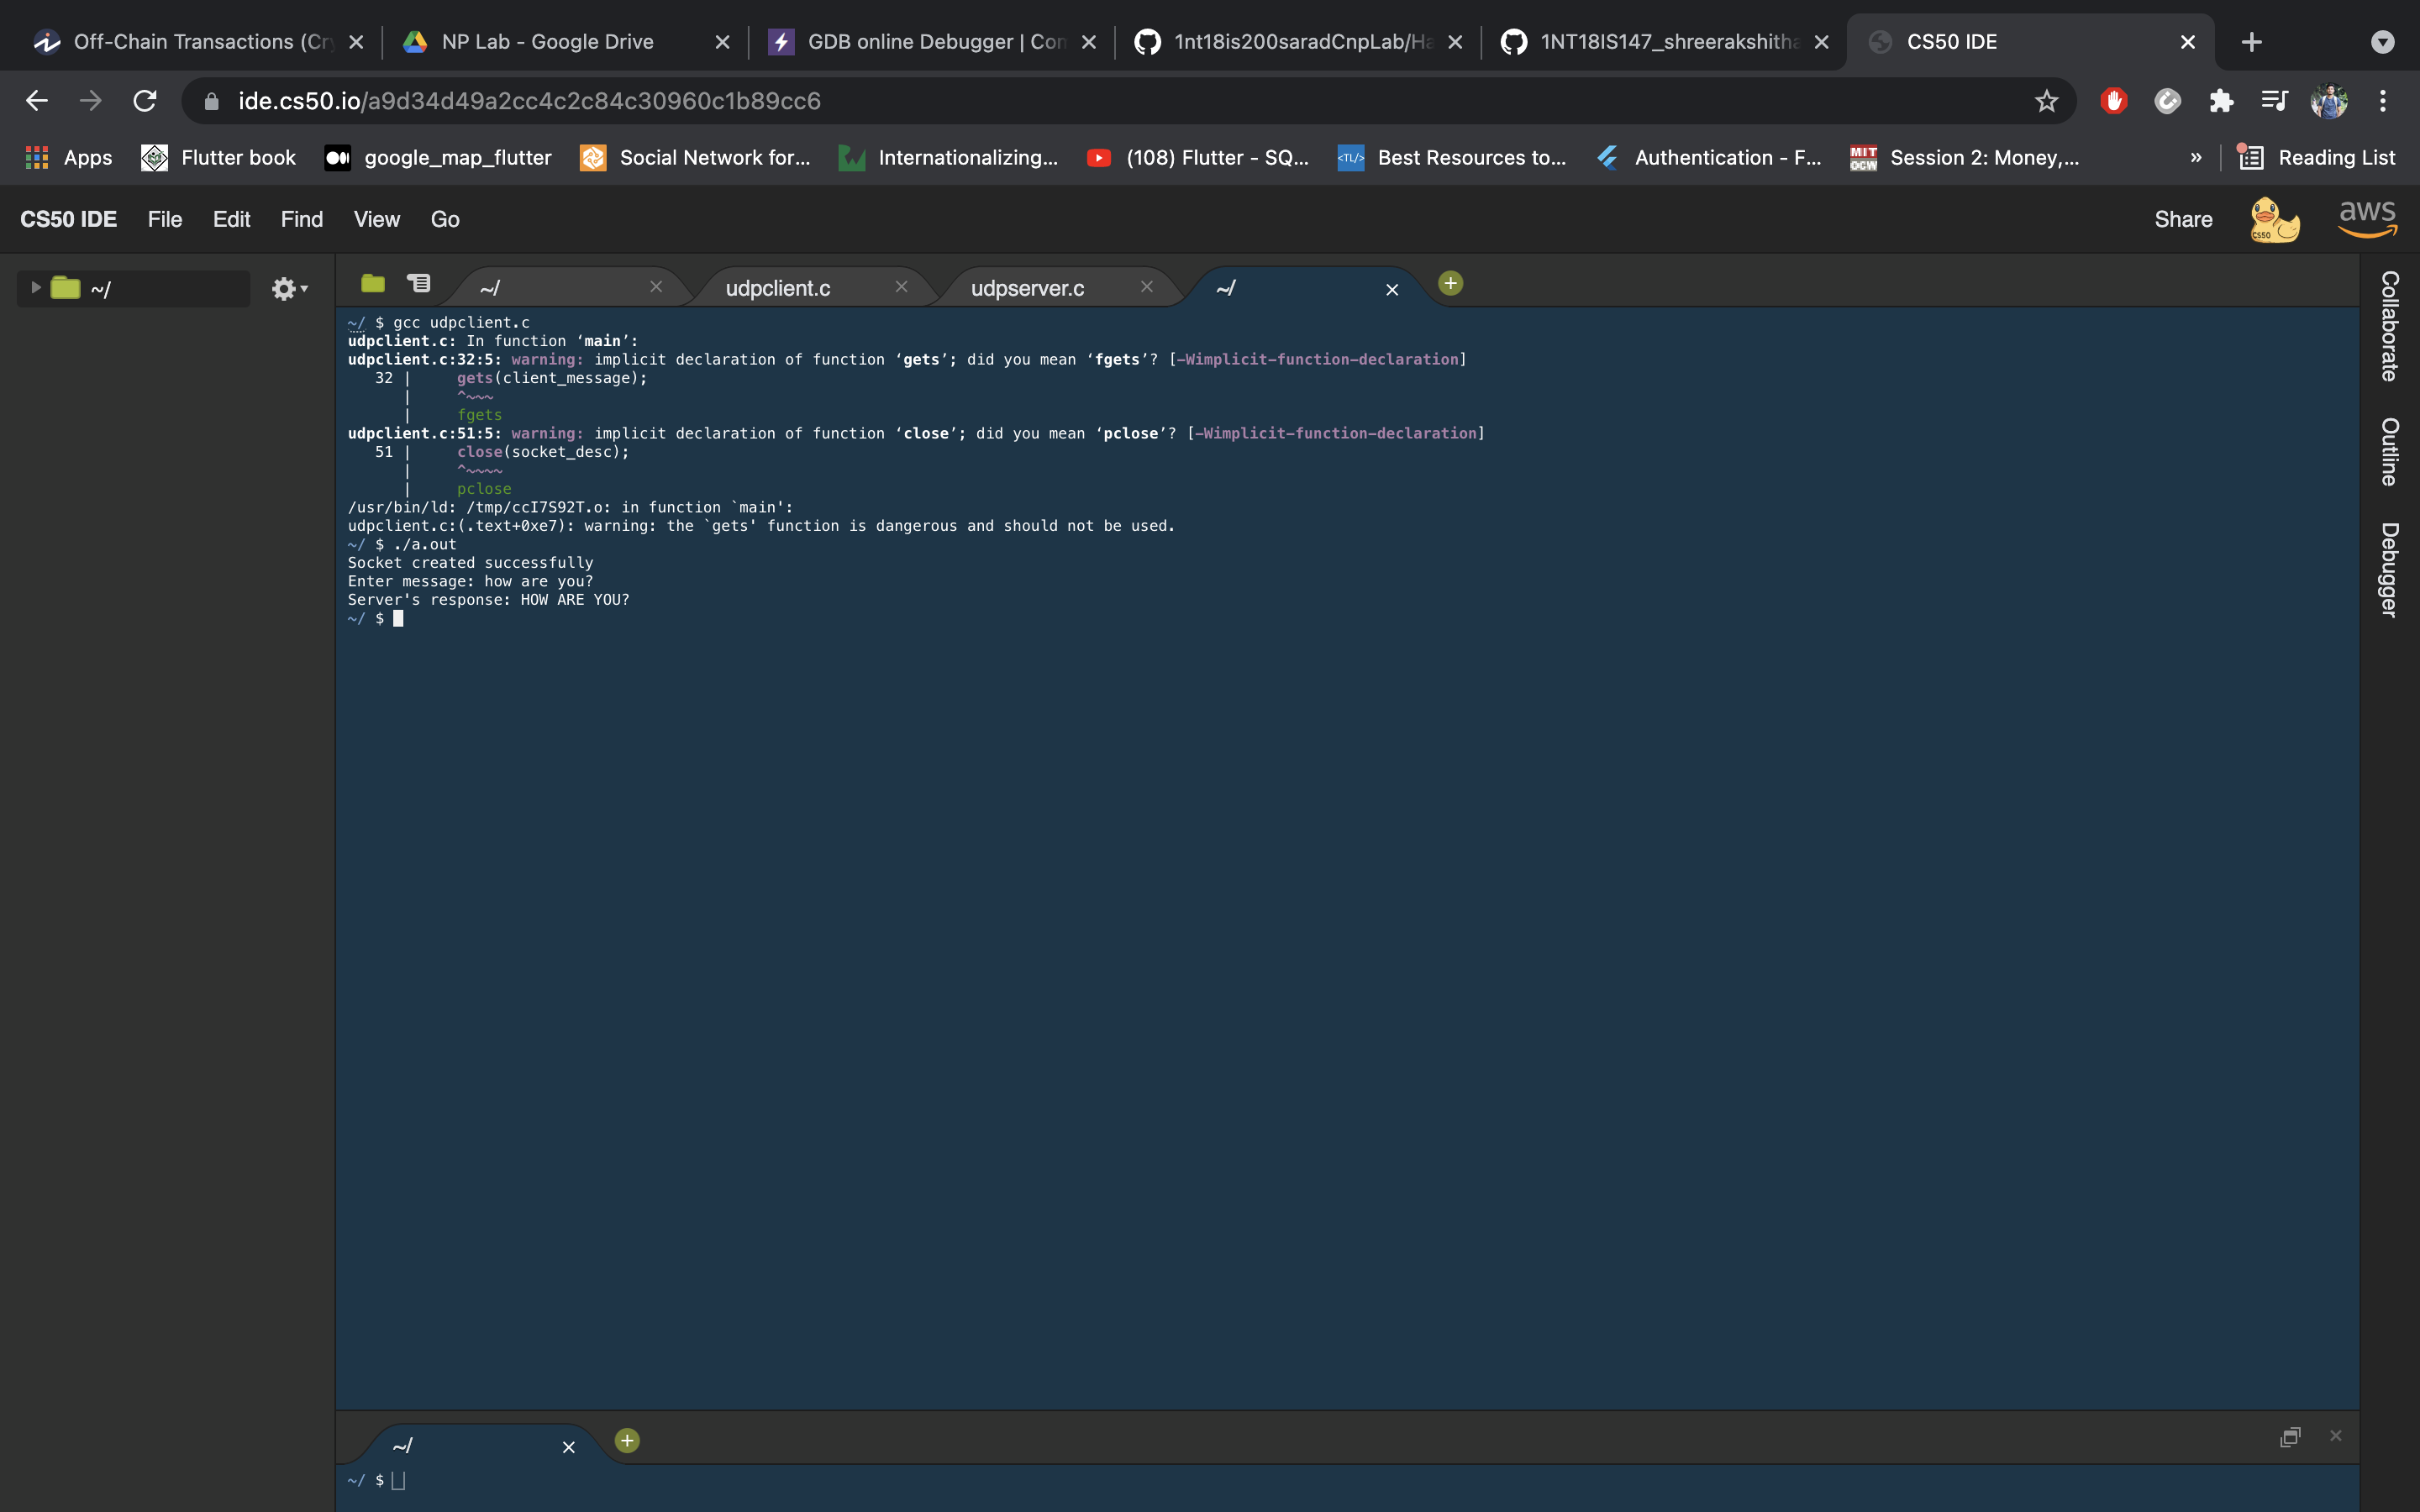 Off-Chain Transactions (Cr
NP Lab - Google Drive
GDB online Debugger | Com
1nt18is200saradCnpLab/Ha
1NT18IS147_shreerakshitha
CS50 IDE
ide.cs50.io/a9d34d49a2cc4c2c84c30960c1b89cc6
Apps
Flutter book
google_map_flutter
Social Network for...
Internationalizing...
(108) Flutter - SQ...
<TL/>
Best Resources to...
Authentication - F...
MIT
OCW
Session 2: Money,...
»
Reading List
CS50 IDE File Edit Find View Go
Share
CS50
aws
~/
~/
udpclient.c
udpserver.c
~/
~/ $ gcc udpclient.c
udpclient.c: In function ‘main’:
udpclient.c:32:5: warning: implicit declaration of function ‘gets’; did you mean ‘fgets’? [-Wimplicit-function-declaration]
32 | gets(client_message);
| ^~~~
| fgets
udpclient.c:51:5: warning: implicit declaration of function ‘close’; did you mean ‘pclose’? [-Wimplicit-function-declaration]
51 | close(socket_desc);
| ^~~~~
| pclose
/usr/bin/ld: /tmp/ccI7S92T.o: in function `main':
udpclient.c:(.text+0xe7): warning: the `gets' function is dangerous and should not be used.
~/ $ ./a.out
Socket created successfully
Enter message: how are you?
Server's response: HOW ARE YOU?
~/ $
Collaborate
Outline
Debugger
~/
~/ $